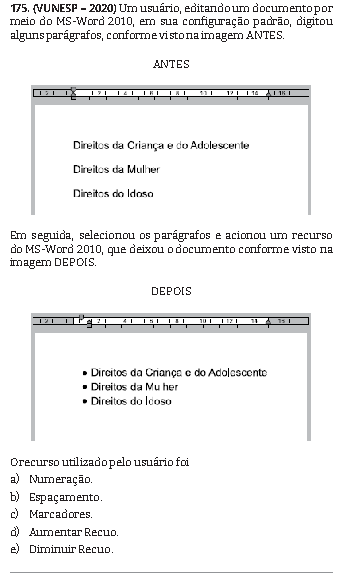 175. (VUNESP – 2020) Um usuário, editando um documento por
meio do MS-Word 2010, em sua configuração padrão, digitou
alguns parágrafos, conforme visto na imagem ANTES.
ANTES
Direitos da Criança e do Adolescente
Direitos da Mulher
Direitos do Idoso
Em seguida, selecionou os parágrafos e acionou um recurso
do MS-Word 2010, que deixou o documento conforme visto na
imagem DEPOIS.
DEPOIS
• Direitos da Criança e do Adolescente
• Direitos da Mulher
• Direitos do Idoso
O recurso utilizado pelo usuário foi
a) Numeração.
b) Espaçamento.
c) Marcadores.
d) Aumentar Recuo.
e) Diminuir Recuo.